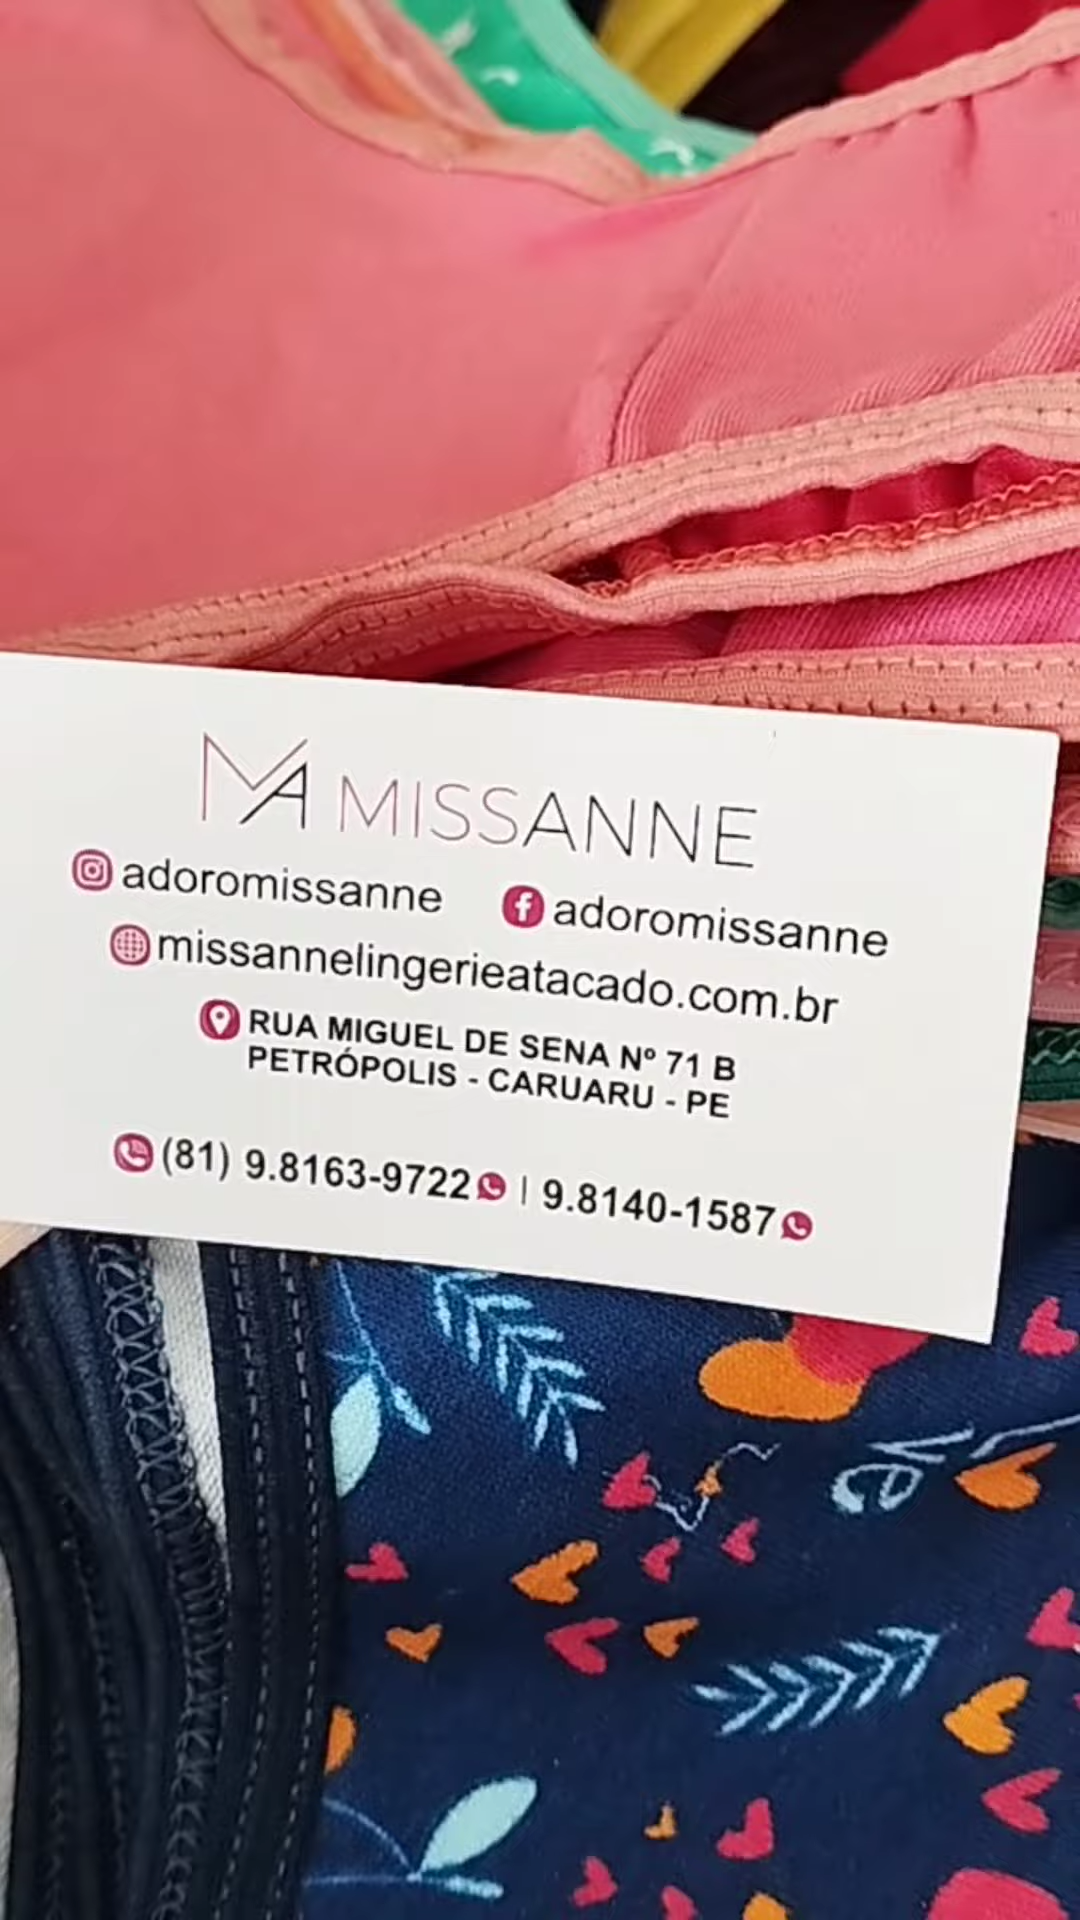 MA MISSANNE
adoromissanne adoromissanne
missannelingerieatacado.com.br
RUA MIGUEL DE SENA Nº 71 B
PETRÓPOLIS - CARUARU - PE
(81) 9.8163-9722 | 9.8140-1587
ve